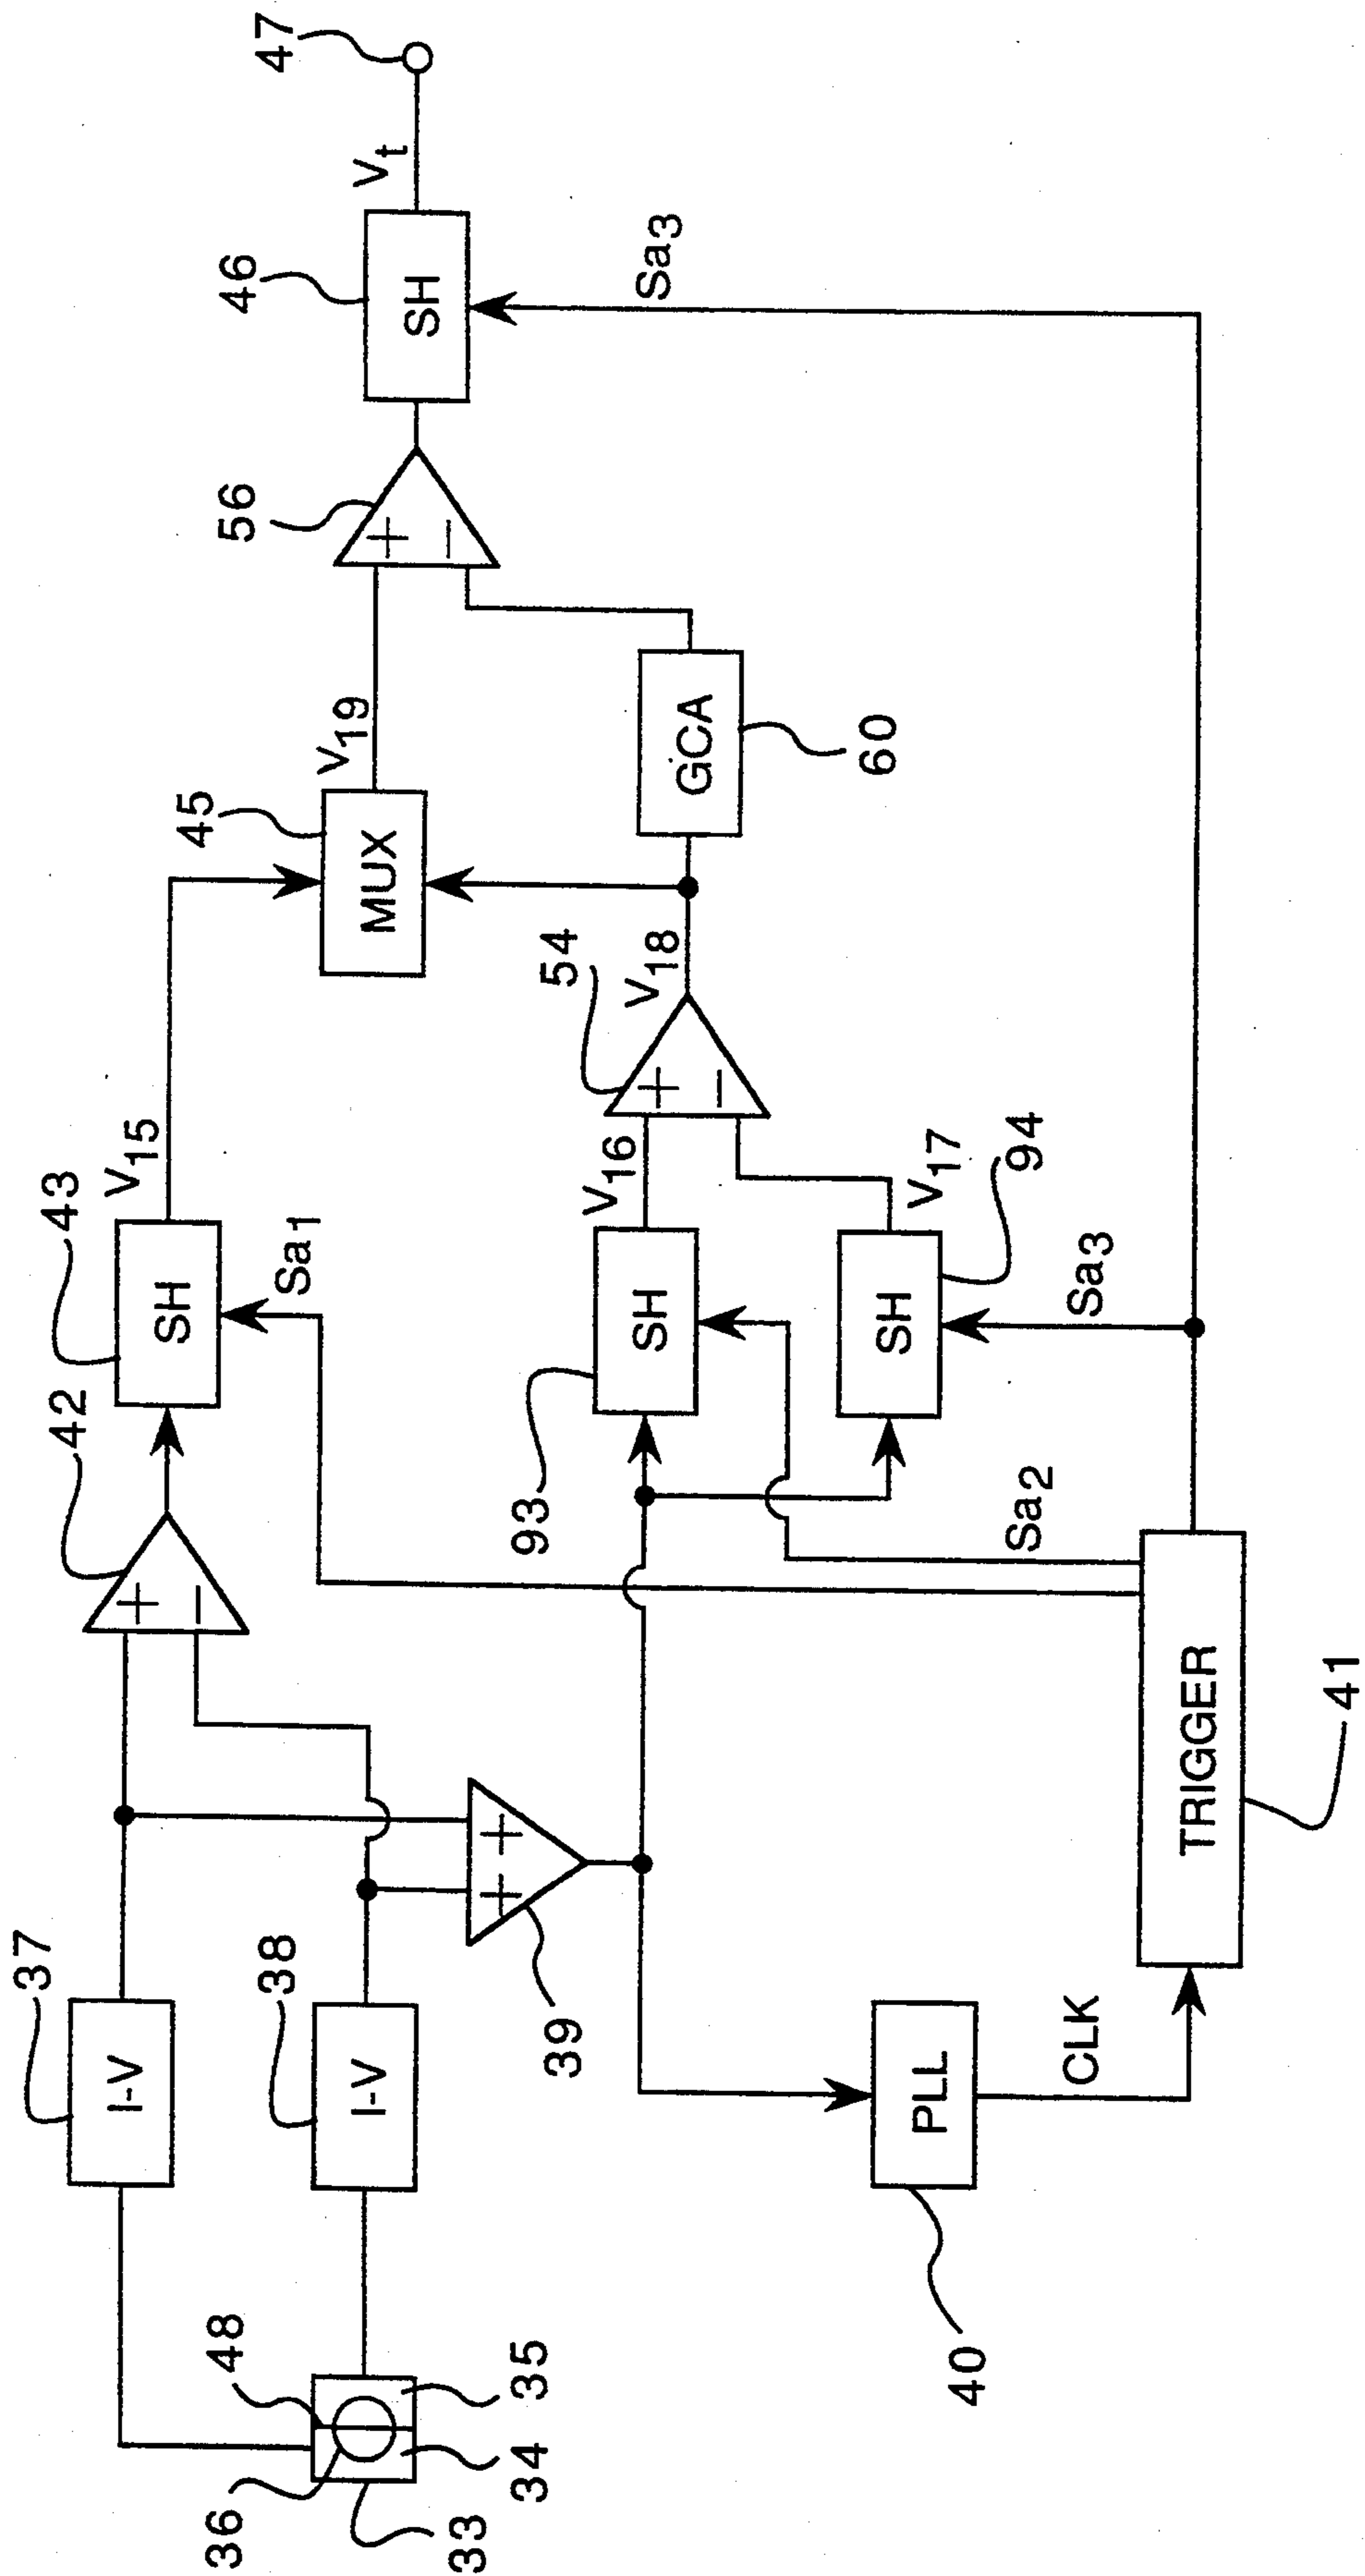 47
Vt
46
SH
Sa3
56
+
−
V19
45
MUX
GCA
60
V18
54
+
−
V15
43
SH
Sa1
V16
93
SH
V17
94
SH
Sa3
42
+
−
Sa2
TRIGGER
41
37
I-V
38
I-V
+
+
39
PLL
40
CLK
48
36
35
34
33